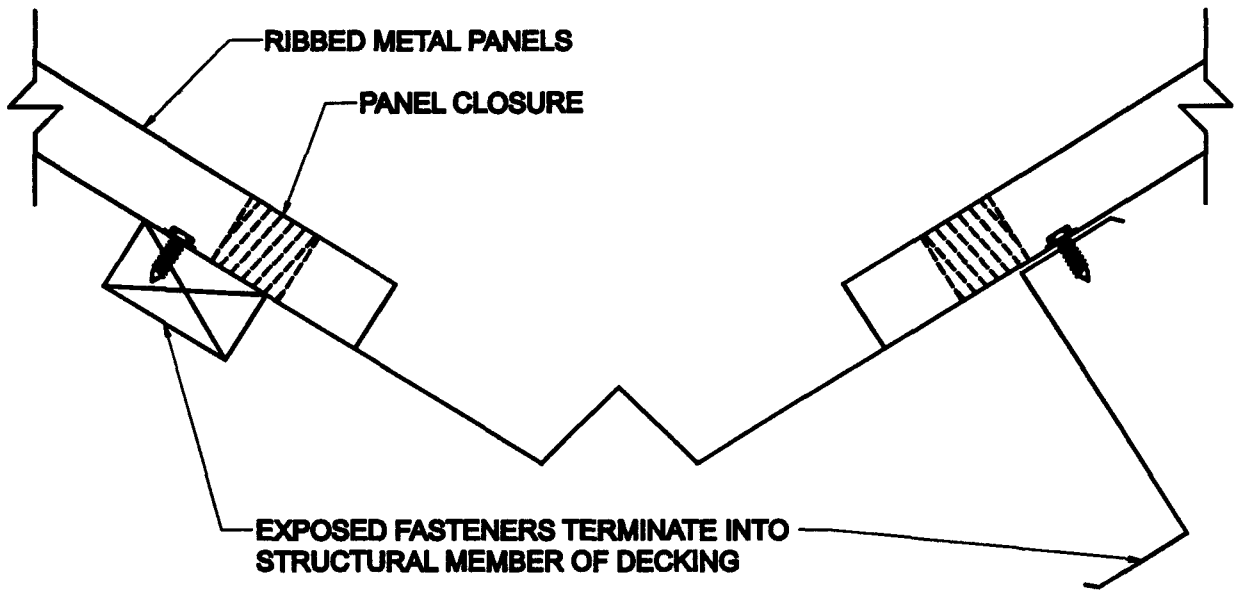 RIBBED METAL PANELS
PANEL CLOSURE
EXPOSED FASTENERS TERMINATE INTO
STRUCTURAL MEMBER OF DECKING